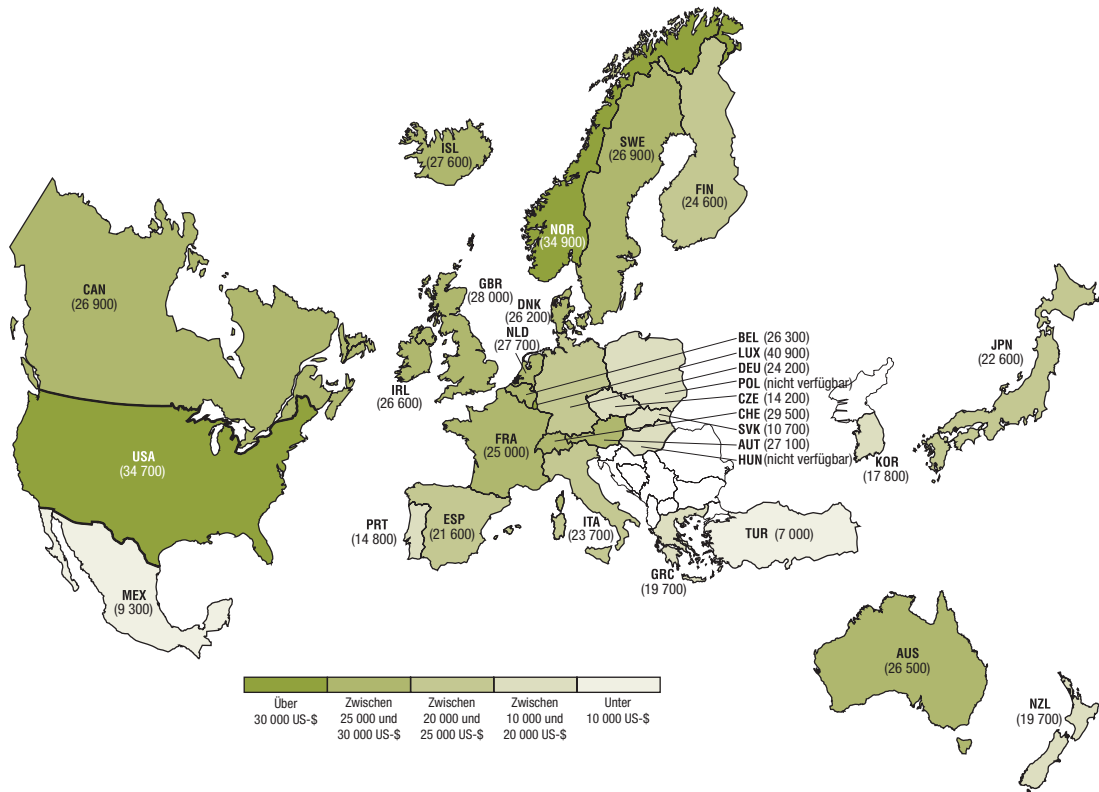 ISL
(27 600)
SWE
(26 900)
FIN
(24 600)
NOR
(34 900)
CAN
(26 900)
GBR
(28 000)
DNK
(26 200)
NLD
(27 700)
IRL
(26 600)
BEL (26 300)
LUX (40 900)
DEU (24 200)
POL (nicht verfügbar)
CZE (14 200)
CHE (29 500)
SVK (10 700)
AUT (27 100)
HUN (nicht verfügbar)
JPN
(22 600)
KOR
(17 800)
USA
(34 700)
FRA
(25 000)
PRT
(14 800)
ESP
(21 600)
ITA
(23 700)
TUR (7 000)
GRC
(19 700)
MEX
(9 300)
AUS
(26 500)
NZL
(19 700)
Über
30 000 US-$
Zwischen
25 000 und
30 000 US-$
Zwischen
20 000 und
25 000 US-$
Zwischen
10 000 und
20 000 US-$
Unter
10 000 US-$